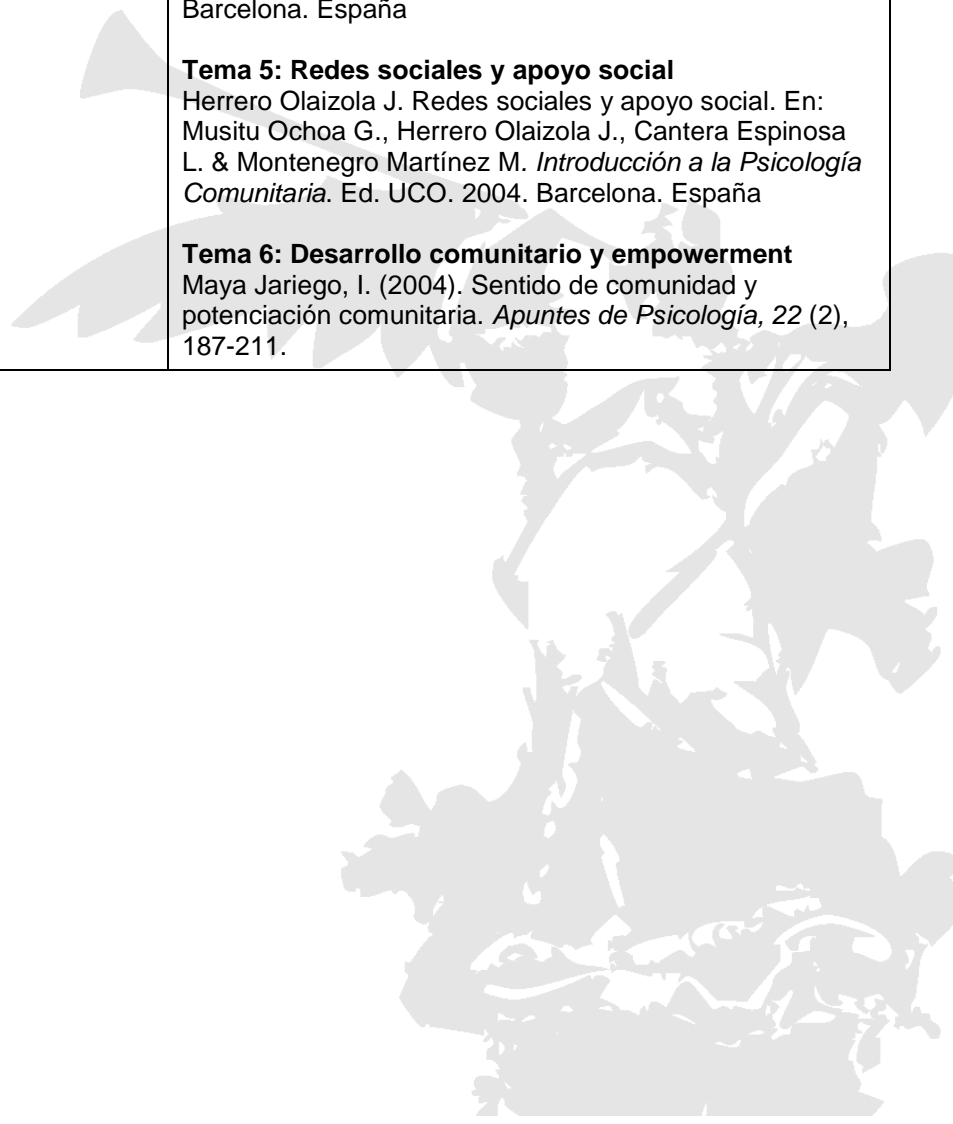 Barcelona. España
Tema 5: Redes sociales y apoyo social
Herrero Olaizola J. Redes sociales y apoyo social. En:
Musitu Ochoa G., Herrero Olaizola J., Cantera Espinosa
L. & Montenegro Martínez M. Introducción a la Psicología
Comunitaria. Ed. UCO. 2004. Barcelona. España
Tema 6: Desarrollo comunitario y empowerment
Maya Jariego, I. (2004). Sentido de comunidad y
potenciación comunitaria. Apuntes de Psicología, 22 (2),
187-211.